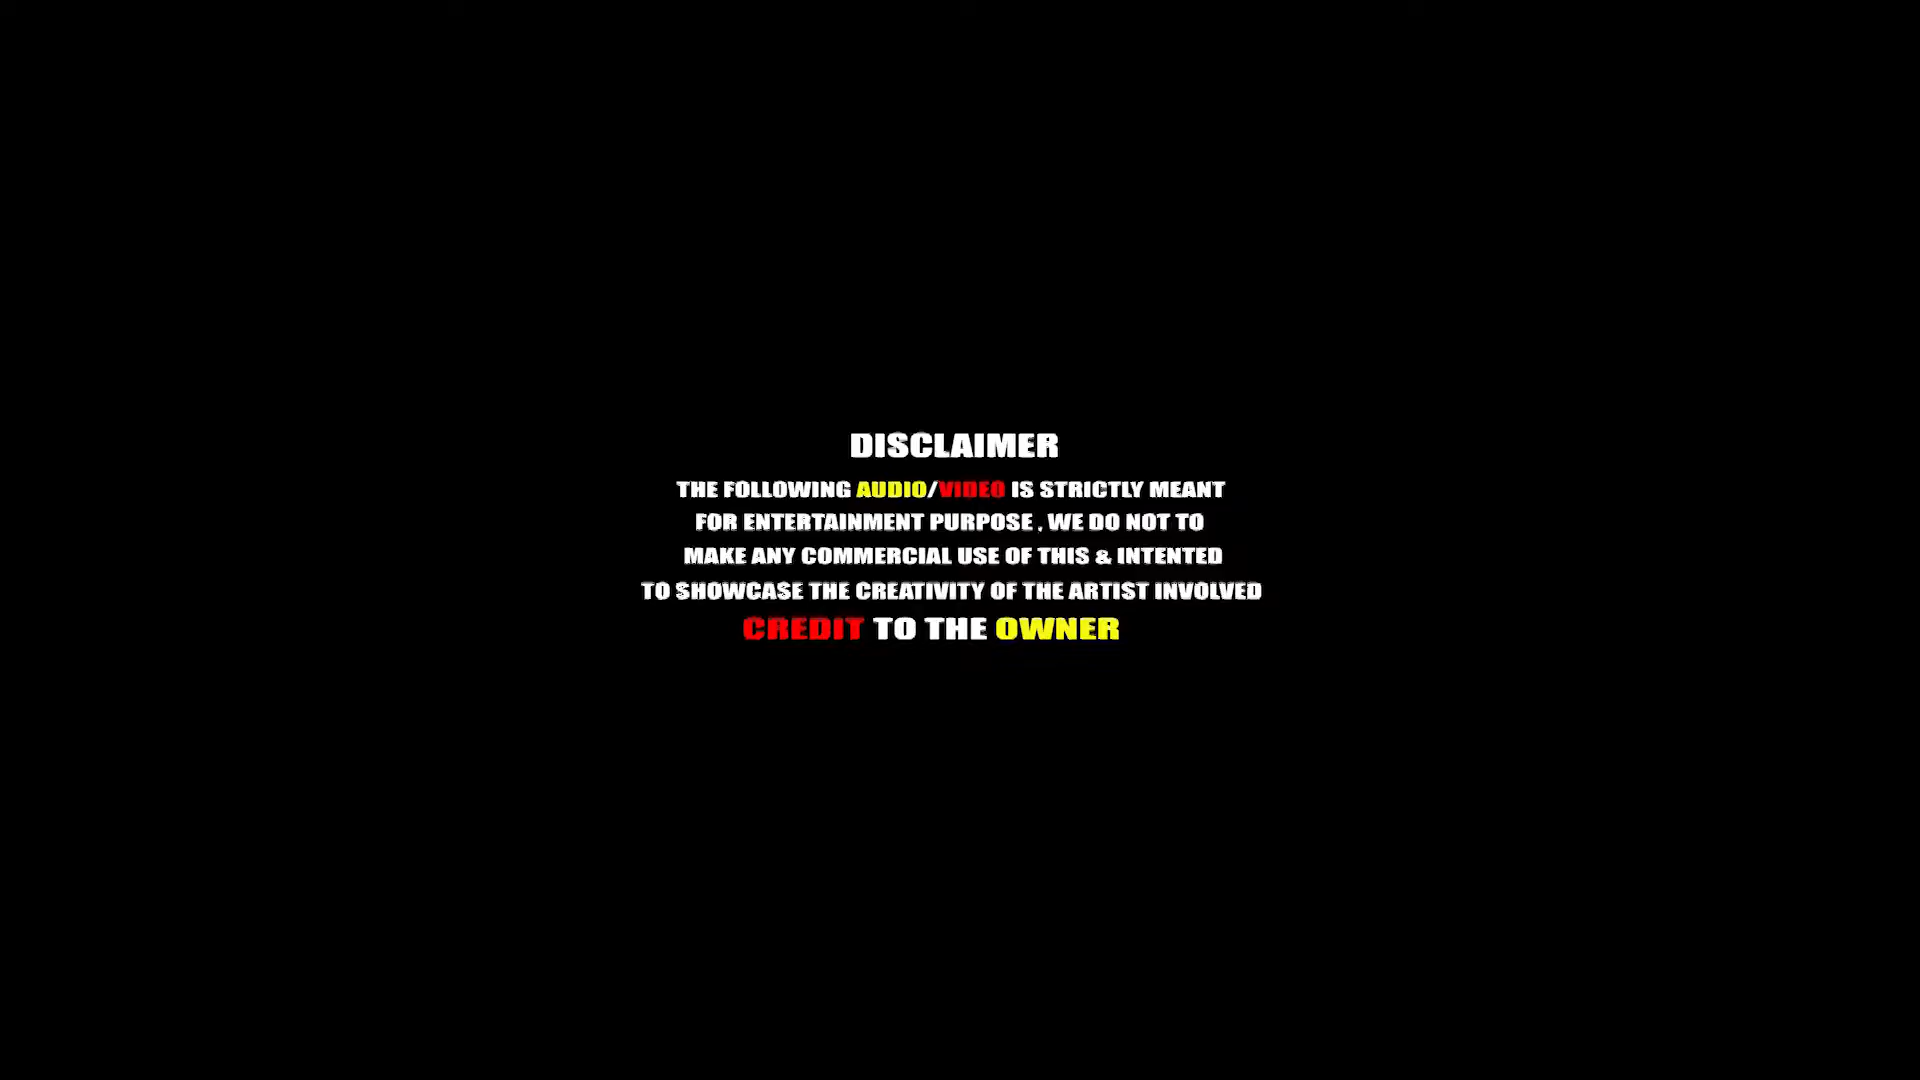 DISCLAIMER
THE FOLLOWING AUDIO/VIDEO IS STRICTLY MEANT
FOR ENTERTAINMENT PURPOSE . WE DO NOT TO
MAKE ANY COMMERCIAL USE OF THIS & INTENTED
TO SHOWCASE THE CREATIVITY OF THE ARTIST INVOLVED
CREDIT TO THE OWNER